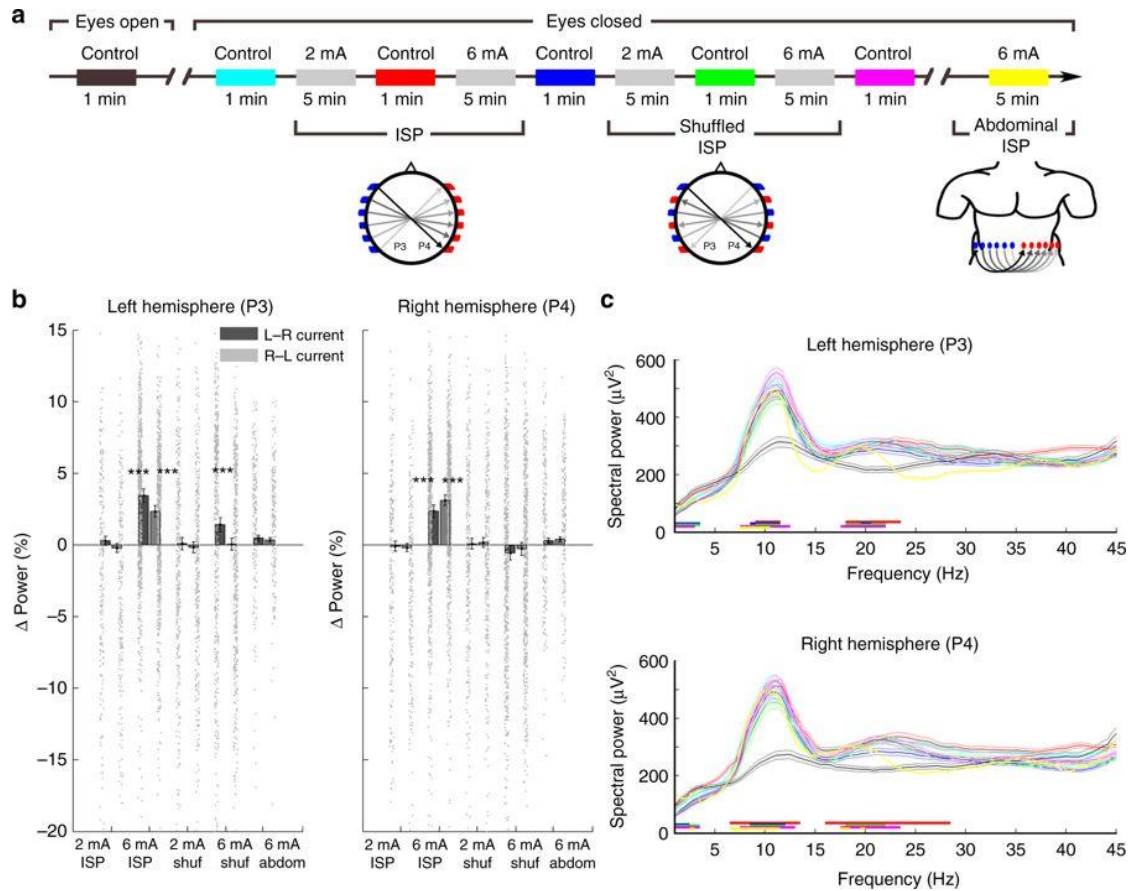 a
Eyes open
Eyes closed
Control Control 2 mA Control 6 mA Control 2 mA Control 6 mA Control 6 mA
1 min 1 min 5 min 1 min 5 min 1 min 5 min 1 min 5 min 1 min 5 min
ISP
Shuffled
ISP
Abdominal
ISP
P3 P4
P3 P4
b
Left hemisphere (P3)
L–R current
R–L current
Δ Power (%)
15
10
5
0
−5
−10
−15
−20
*** *** ***
2 mA 6 mA 2 mA 6 mA 6 mA
ISP ISP shuf shuf abdom
Right hemisphere (P4)
Δ Power (%)
*** ***
2 mA 6 mA 2 mA 6 mA 6 mA
ISP ISP shuf shuf abdom
c
Left hemisphere (P3)
Spectral power (μV²)
600
400
200
0
5 10 15 20 25 30 35 40 45
Frequency (Hz)
Right hemisphere (P4)
Spectral power (μV²)
600
400
200
0
5 10 15 20 25 30 35 40 45
Frequency (Hz)